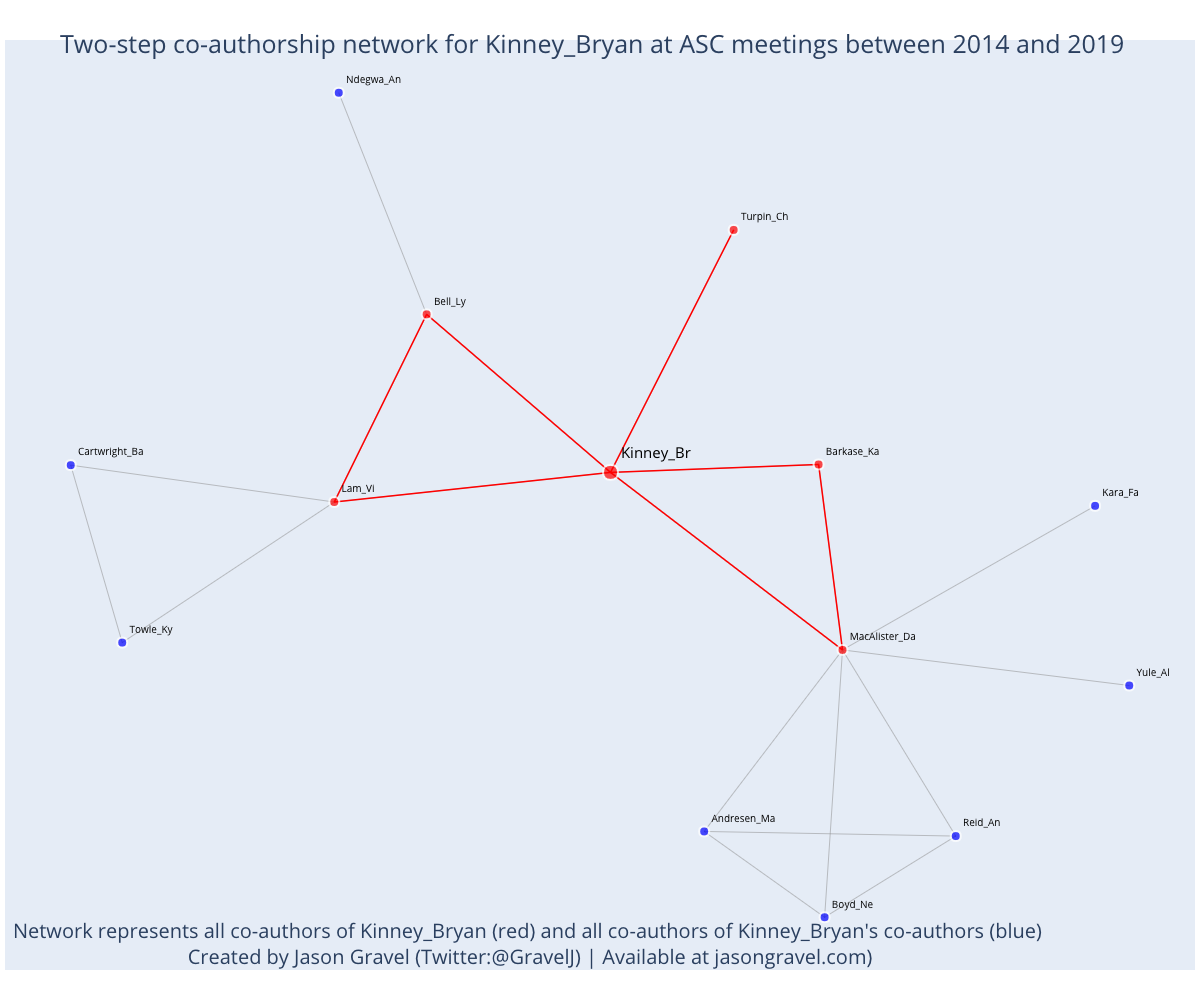 Two-step co-authorship network for Kinney_Bryan at ASC meetings between 2014 and 2019
Ndegwa_An
Turpin_Ch
Bell_Ly
Kinney_Br
Cartwright_Ba
Barkase_Ka
Lam_Vi
Kara_Fa
Towle_Ky
MacAlister_Da
Yule_Al
Andresen_Ma
Reid_An
Boyd_Ne
Network represents all co-authors of Kinney_Bryan (red) and all co-authors of Kinney_Bryan's co-authors (blue)
Created by Jason Gravel (Twitter:@GravelJ) | Available at jasongravel.com)